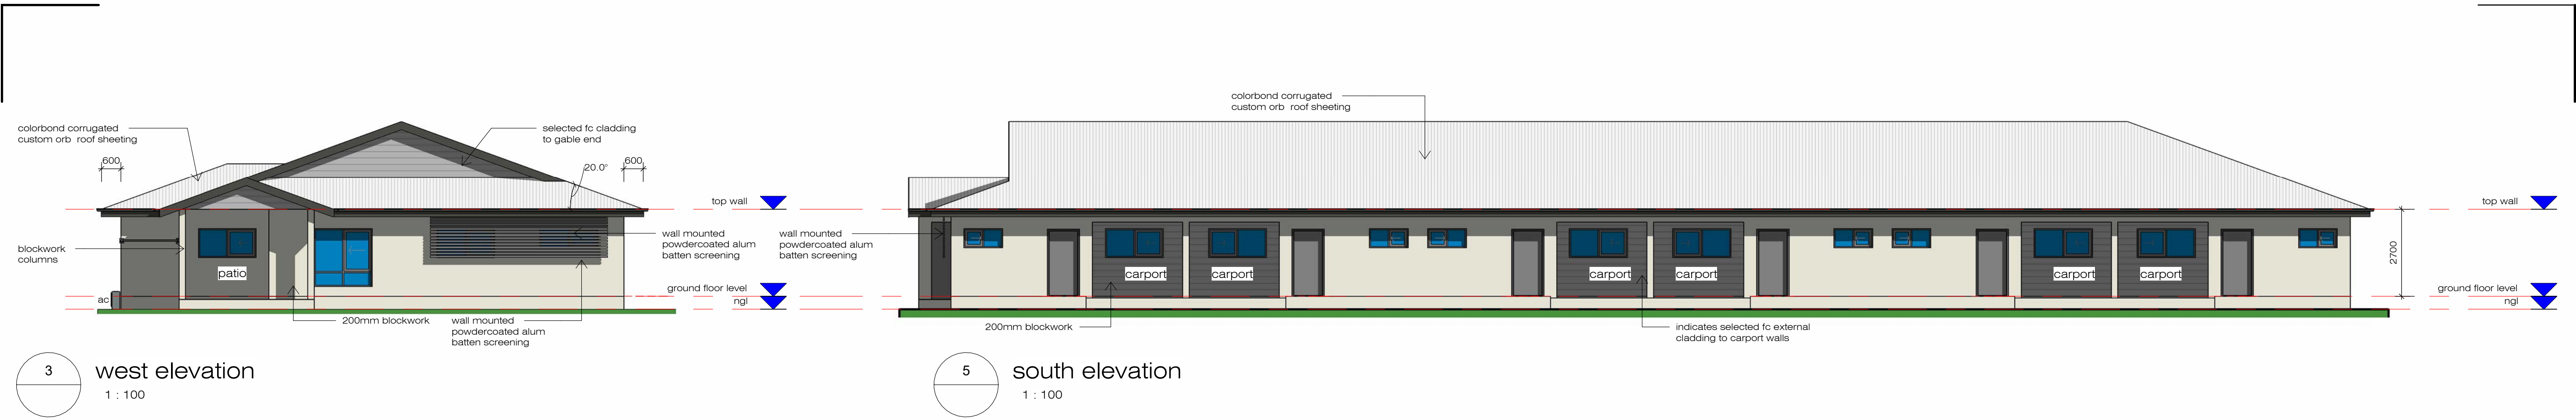 colorbond corrugated
custom orb roof sheeting
600
selected fc cladding
to gable end
20.0°
600
top wall
blockwork
columns
patio
wall mounted
powdercoated alum
batten screening
ac
ground floor level
ngl
200mm blockwork
wall mounted
powdercoated alum
batten screening
3
west elevation
1 : 100
colorbond corrugated
custom orb roof sheeting
wall mounted
powdercoated alum
batten screening
carport
carport
carport
carport
carport
carport
top wall
2700
ground floor level
ngl
200mm blockwork
indicates selected fc external
cladding to carport walls
5
south elevation
1 : 100